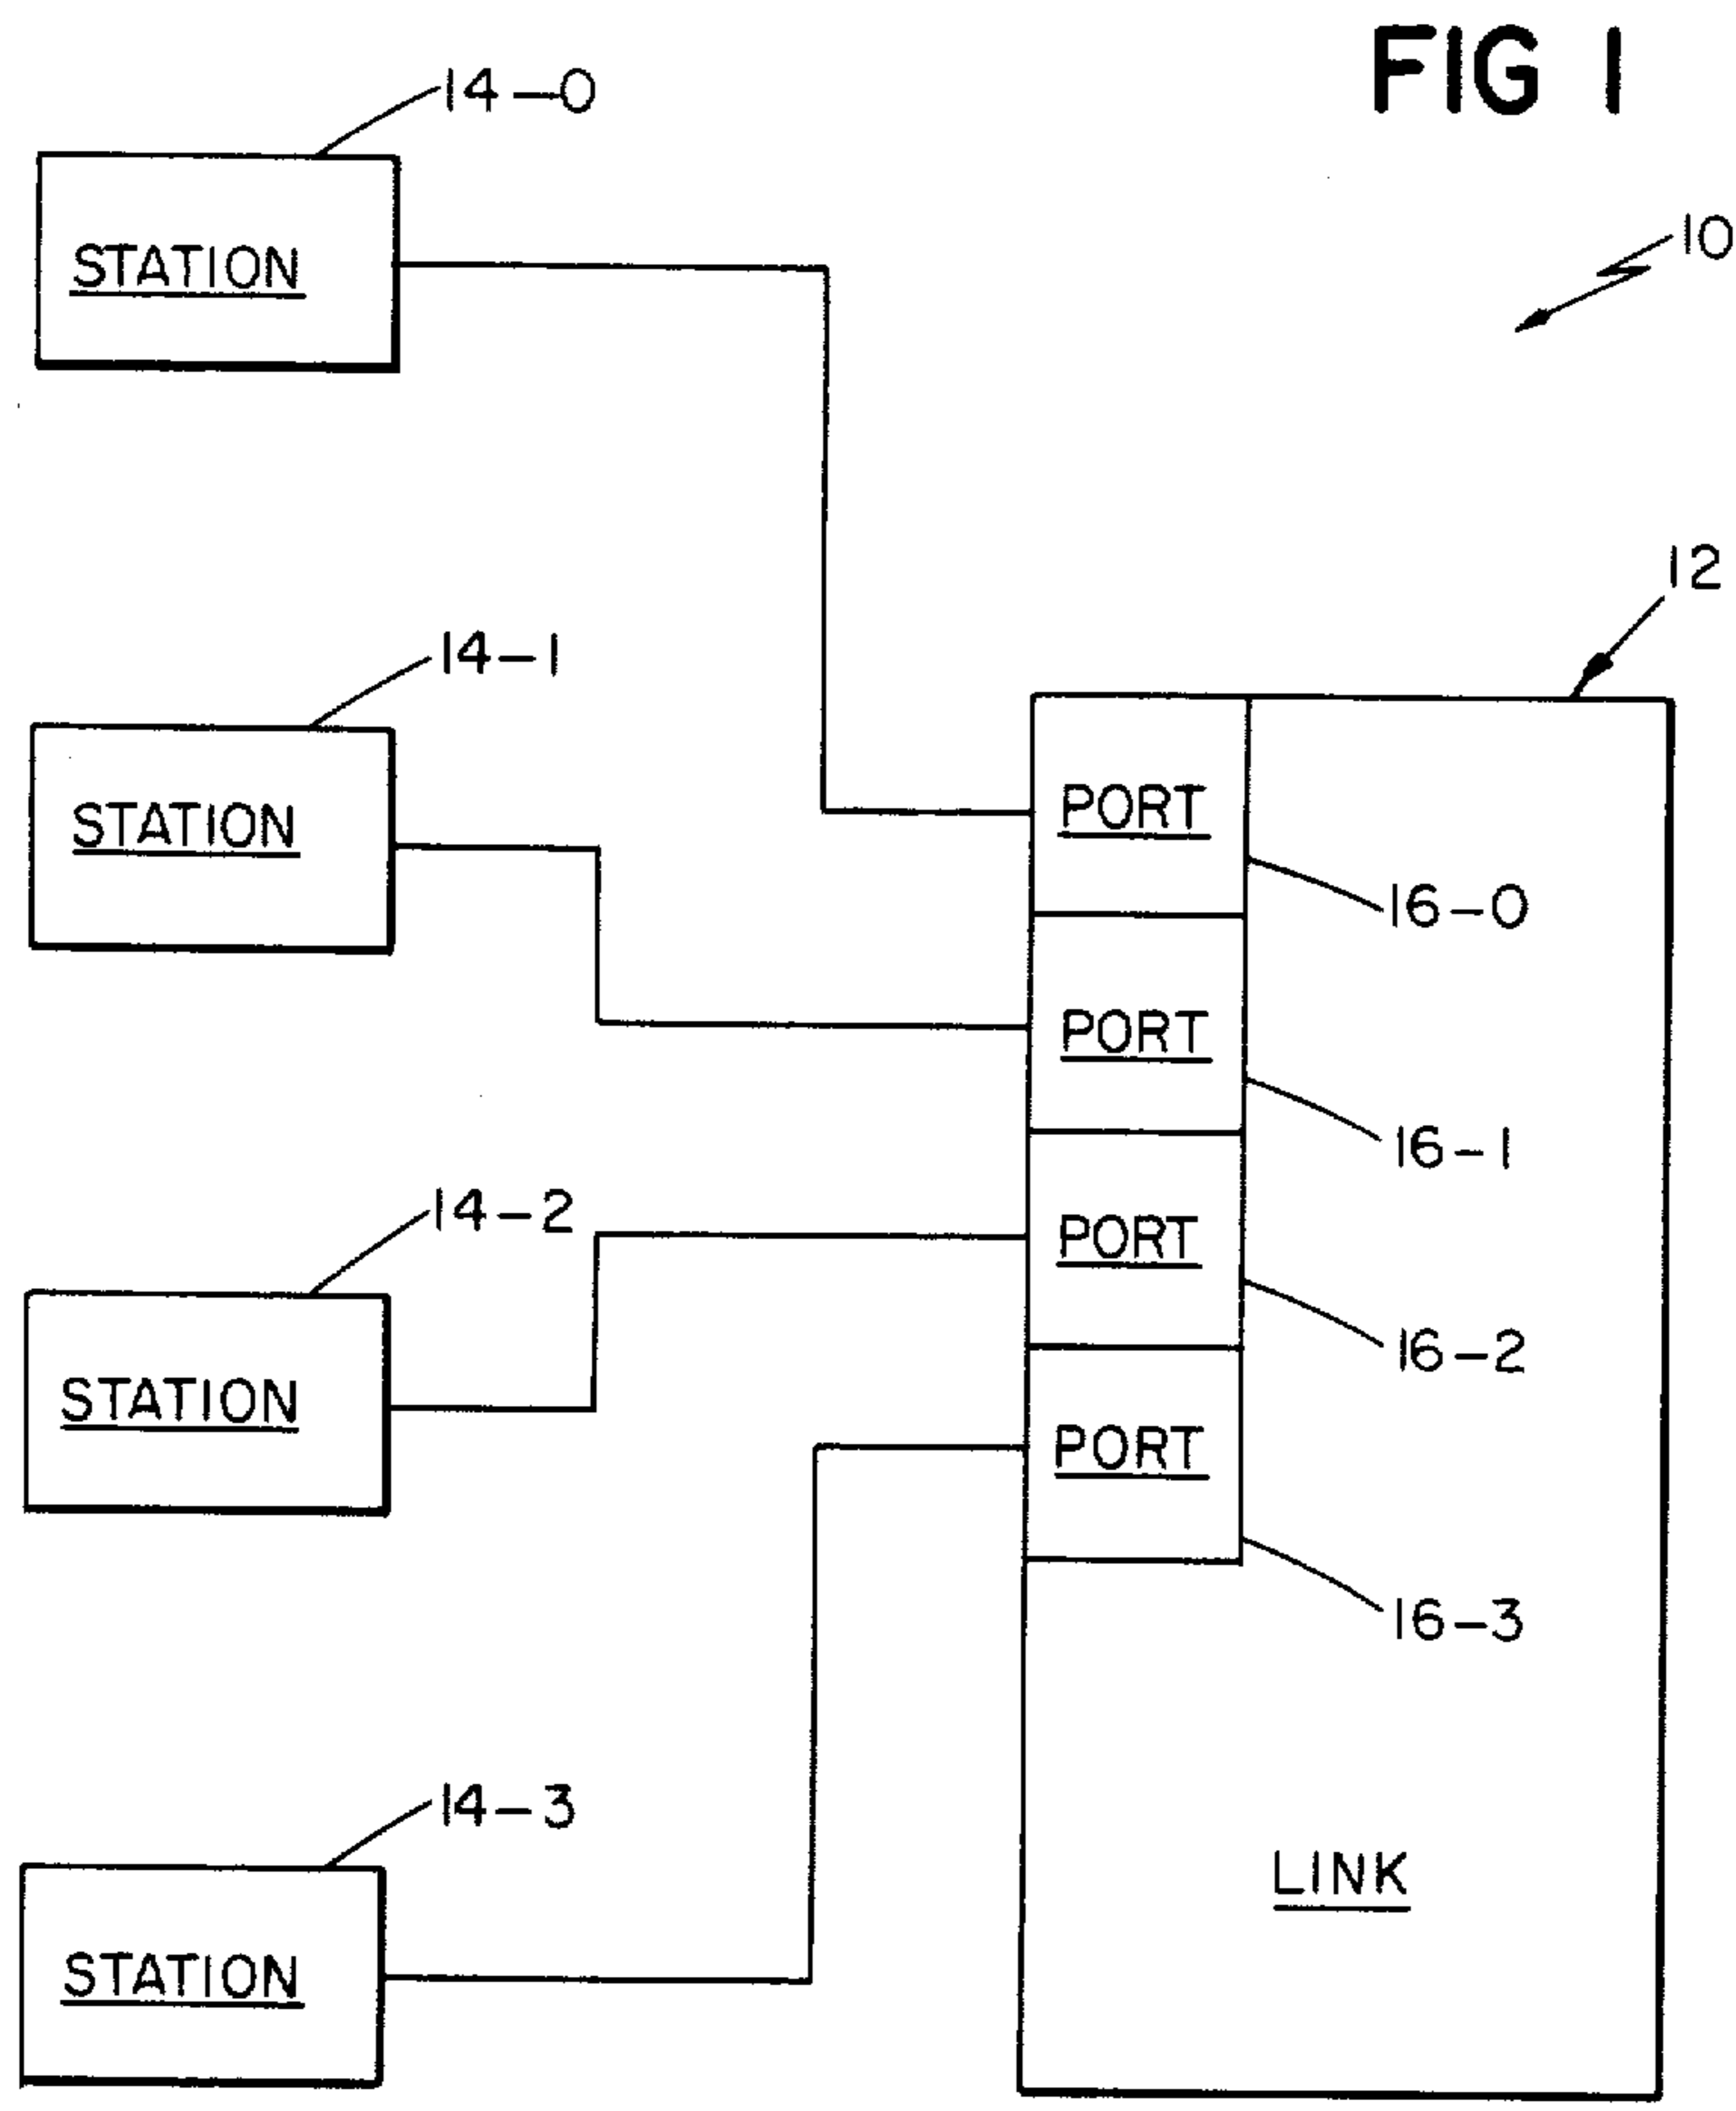 FIG 1
14-0
STATION
10
12
14-1
STATION
PORT
16-0
PORT
16-1
14-2
STATION
PORT
16-2
PORT
16-3
14-3
STATION
LINK